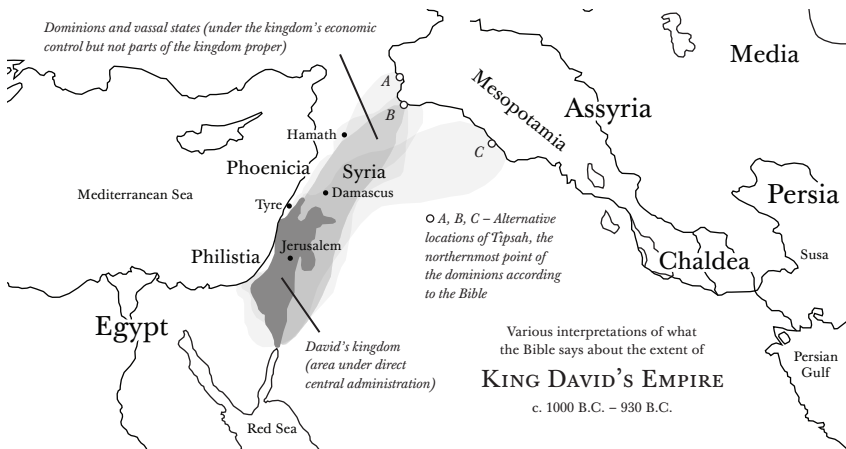 Dominions and vassal states (under the kingdom's economic
control but not parts of the kingdom proper)
Media
A
Mesopotamia
Assyria
B
Hamath
C
Phoenicia
Syria
Mediterranean Sea
Damascus
Persia
Tyre
A, B, C – Alternative
locations of Tipsah, the
northernmost point of
the dominions according
to the Bible
Jerusalem
Philistia
Chaldea
Susa
Egypt
David's kingdom
(area under direct
central administration)
Various interpretations of what
the Bible says about the extent of
King David's Empire
c. 1000 B.C. – 930 B.C.
Persian
Gulf
Red Sea